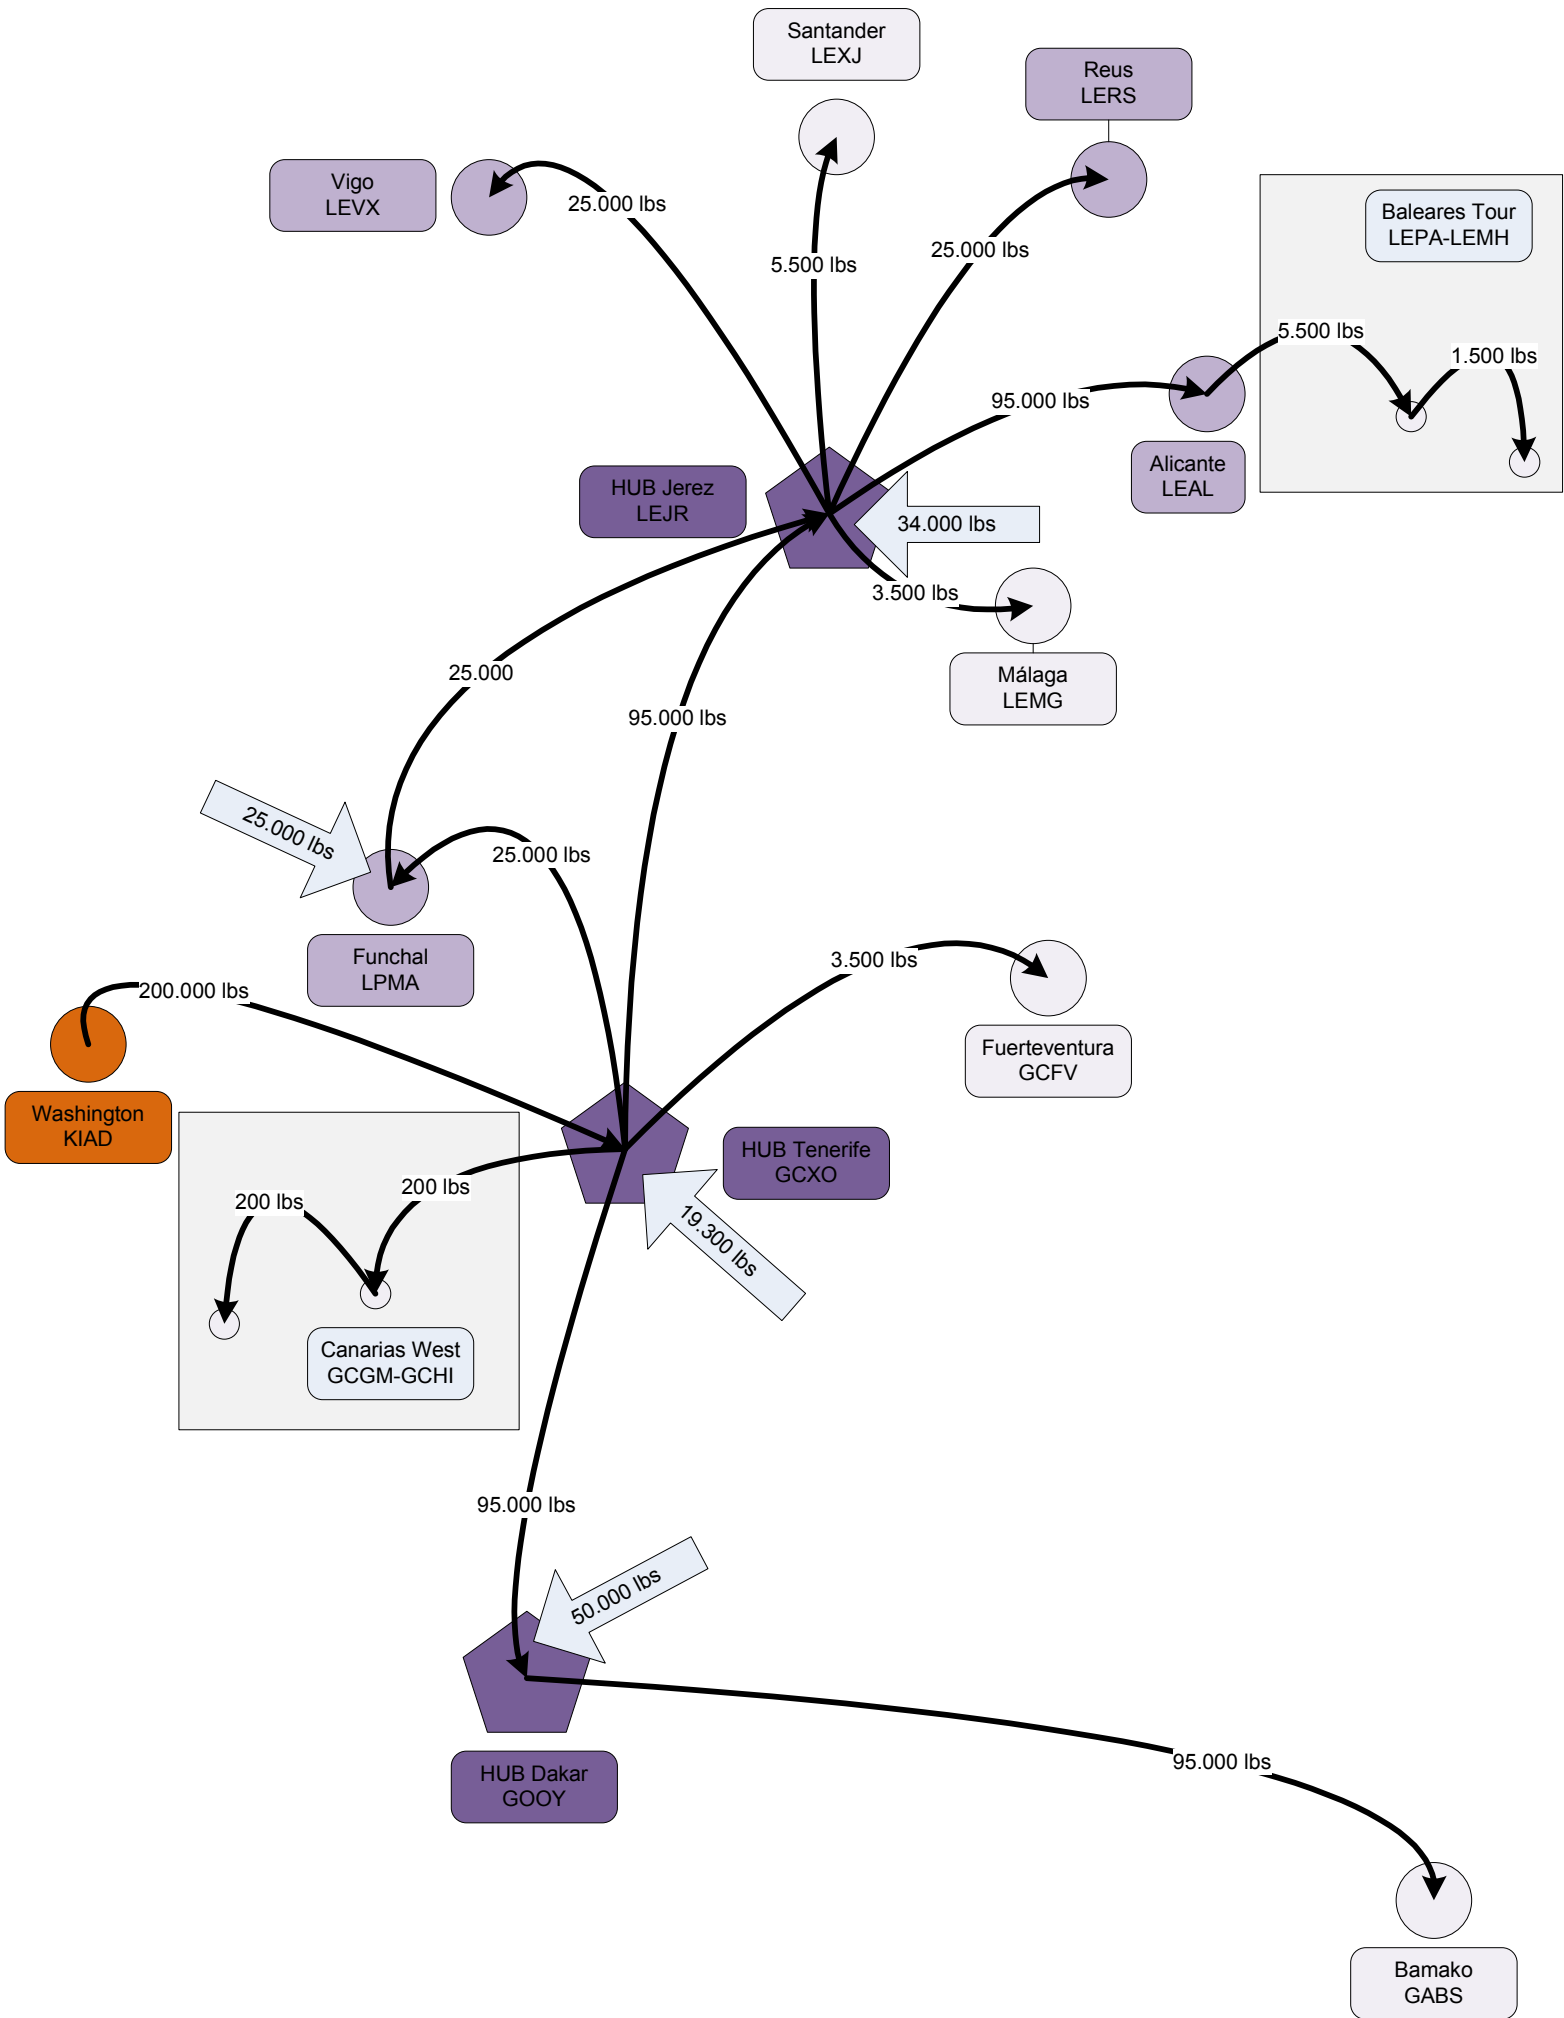 Santander
LEXJ
Reus
LERS
Vigo
LEVX
25.000 lbs
5.500 lbs
25.000 lbs
Baleares Tour
LEPA-LEMH
5.500 lbs
1.500 lbs
95.000 lbs
Alicante
LEAL
HUB Jerez
LEJR
34.000 lbs
3.500 lbs
Málaga
LEMG
25.000
95.000 lbs
25.000 lbs
25.000 lbs
Funchal
LPMA
3.500 lbs
200.000 lbs
Fuerteventura
GCFV
Washington
KIAD
HUB Tenerife
GCXO
200 lbs
200 lbs
19.300 lbs
Canarias West
GCGM-GCHI
95.000 lbs
50.000 lbs
HUB Dakar
GOOY
95.000 lbs
Bamako
GABS